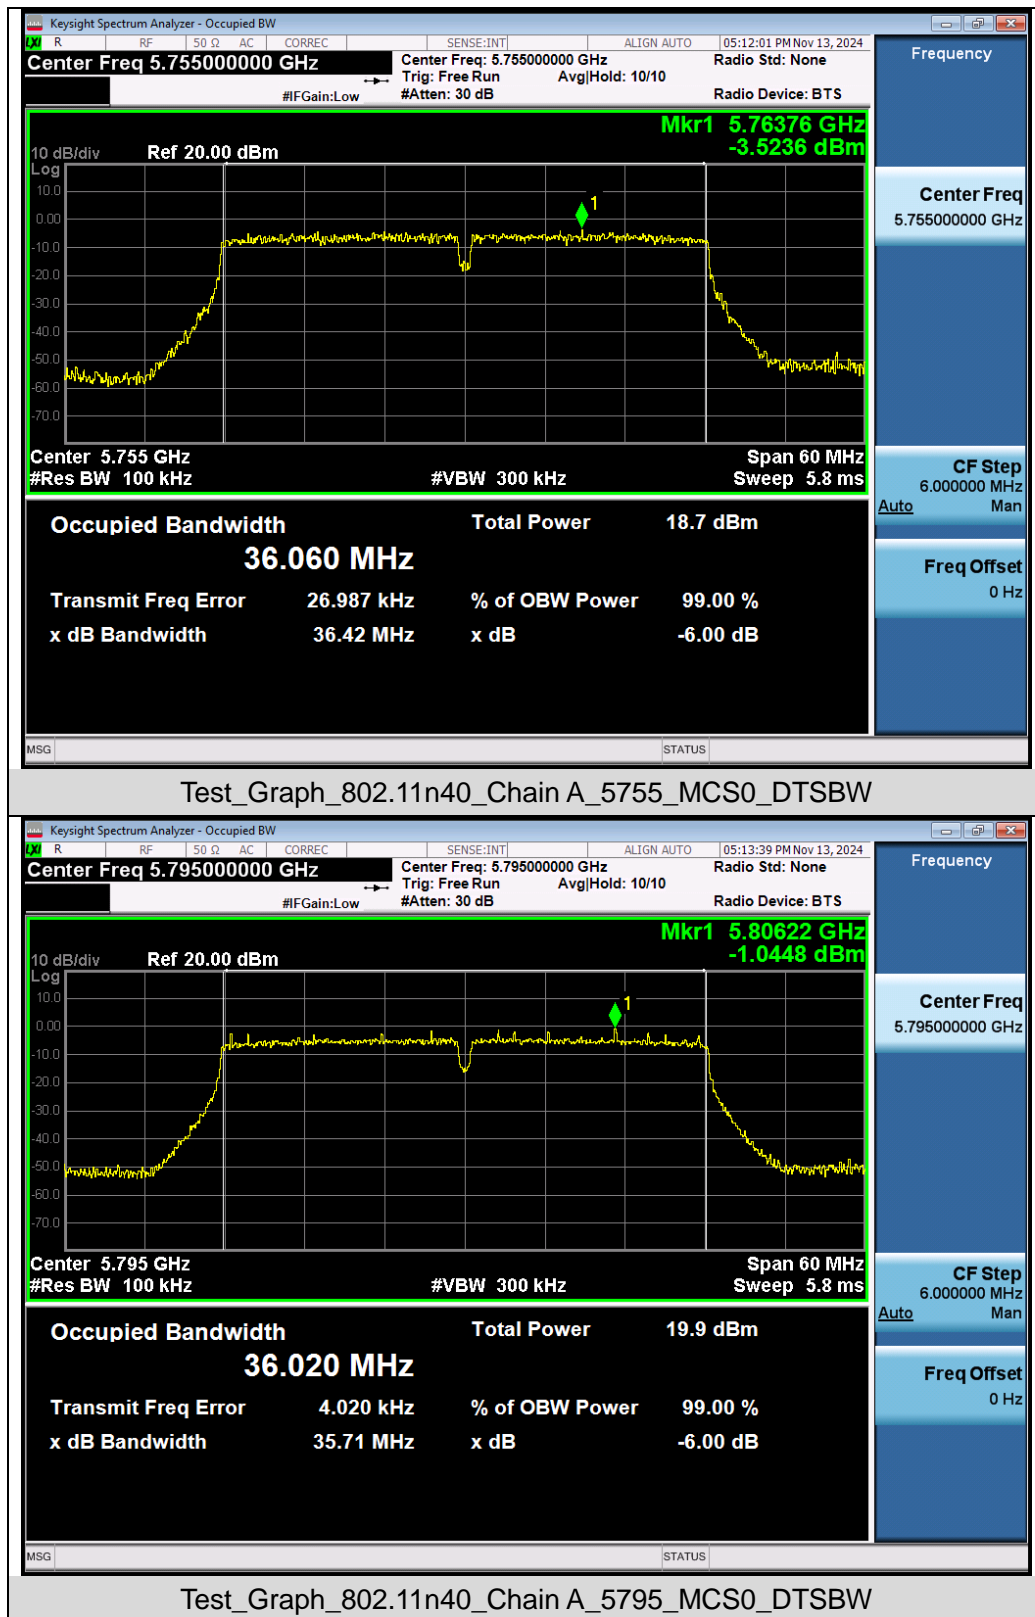 Keysight Spectrum Analyzer - Occupied BW
LXI R RF 50 Ω AC CORREC SENSE:INT ALIGN AUTO 05:12:01 PM Nov 13, 2024
Center Freq 5.755000000 GHz
Center Freq: 5.755000000 GHz
Radio Std: None
Trig: Free Run Avg|Hold: 10/10
#IFGain:Low
#Atten: 30 dB
Radio Device: BTS
Frequency
Mkr1 5.76376 GHz
-3.5236 dBm
10 dB/div Ref 20.00 dBm
Log
10.0
0.00
-10.0
-20.0
-30.0
-40.0
-50.0
-60.0
-70.0
1
Center Freq
5.755000000 GHz
Center 5.755 GHz
Span 60 MHz
#Res BW 100 kHz
#VBW 300 kHz
Sweep 5.8 ms
CF Step
6.000000 MHz
Auto Man
Occupied Bandwidth
Total Power 18.7 dBm
36.060 MHz
Freq Offset
0 Hz
Transmit Freq Error 26.987 kHz % of OBW Power 99.00 %
x dB Bandwidth 36.42 MHz x dB -6.00 dB
MSG STATUS
Test_Graph_802.11n40_Chain A_5755_MCS0_DTSBW
Keysight Spectrum Analyzer - Occupied BW
LXI R RF 50 Ω AC CORREC SENSE:INT ALIGN AUTO 05:13:39 PM Nov 13, 2024
Center Freq 5.795000000 GHz
Center Freq: 5.795000000 GHz
Radio Std: None
Trig: Free Run Avg|Hold: 10/10
#IFGain:Low
#Atten: 30 dB
Radio Device: BTS
Frequency
Mkr1 5.80622 GHz
-1.0448 dBm
10 dB/div Ref 20.00 dBm
Log
10.0
0.00
-10.0
-20.0
-30.0
-40.0
-50.0
-60.0
-70.0
1
Center Freq
5.795000000 GHz
Center 5.795 GHz
Span 60 MHz
#Res BW 100 kHz
#VBW 300 kHz
Sweep 5.8 ms
CF Step
6.000000 MHz
Auto Man
Occupied Bandwidth
Total Power 19.9 dBm
36.020 MHz
Freq Offset
0 Hz
Transmit Freq Error 4.020 kHz % of OBW Power 99.00 %
x dB Bandwidth 35.71 MHz x dB -6.00 dB
MSG STATUS
Test_Graph_802.11n40_Chain A_5795_MCS0_DTSBW